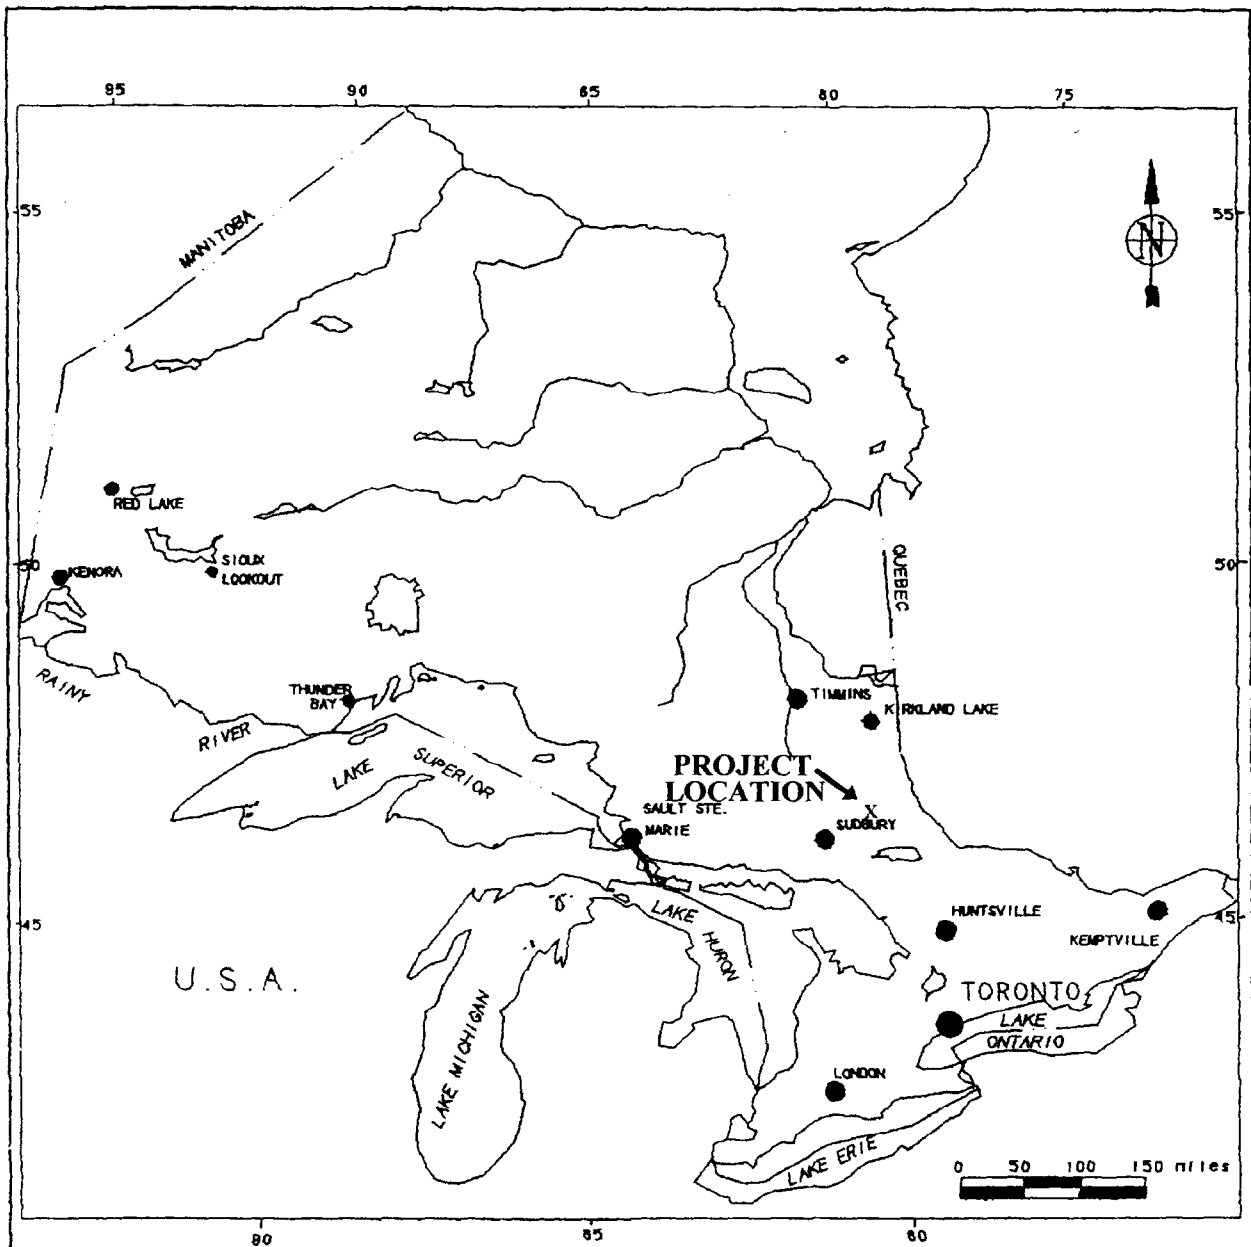 95 90 85 80 75
55 55
N
MANITOBA
RED LAKE
SIOUX
LOOKOUT
KENORA
50 50
QUEBEC
RAINY
RIVER
THUNDER
BAY
TIMMINS
KIRKLAND LAKE
LAKE
SUPERIOR
PROJECT
LOCATION
X
SAULT STE.
MARIE
SUDBURY
LAKE
HURON
HUNTSVILLE
45 45
KEMPTVILLE
U.S.A.
LAKE MICHIGAN
TORONTO
LAKE
ONTARIO
LONDON
LAKE ERIE
0 50 100 150 miles
90 85 80